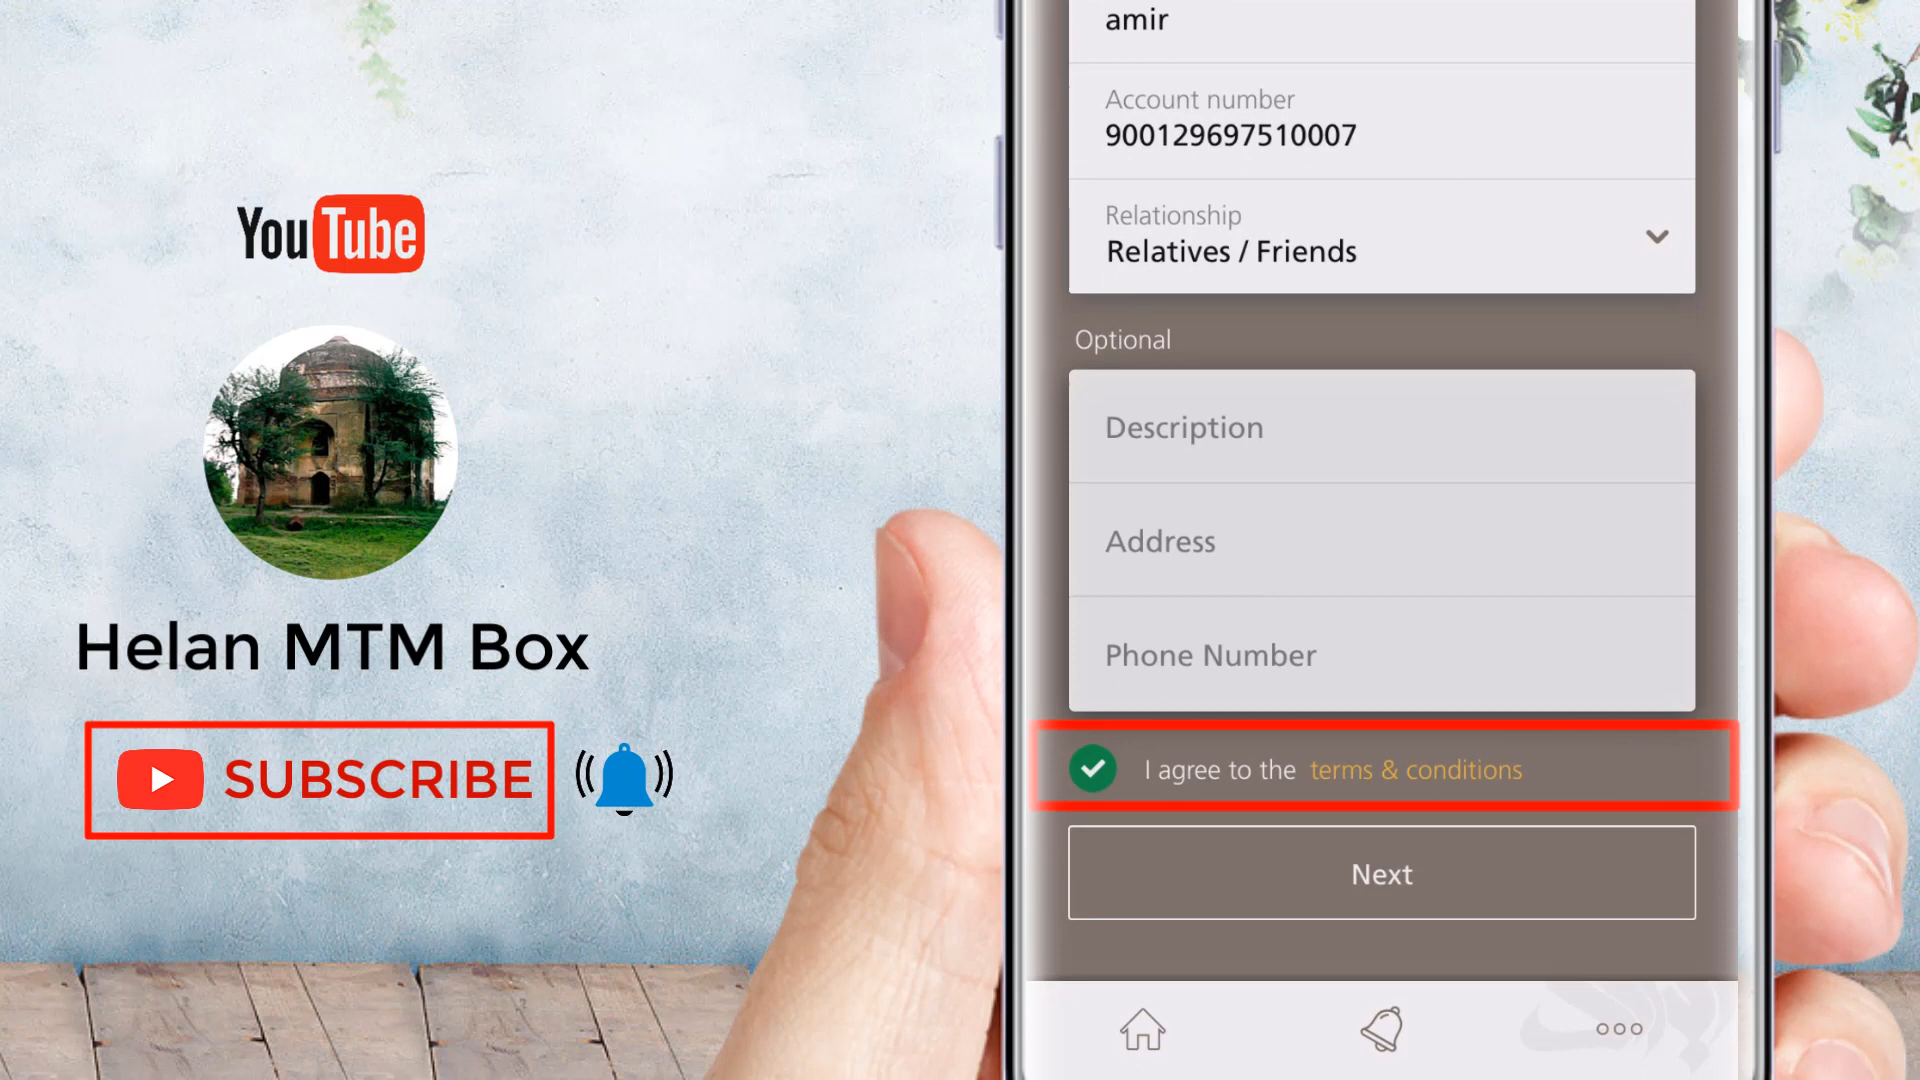 YouTube
Helan MTM Box
SUBSCRIBE
amir
Account number
900129697510007
Relationship
Relatives / Friends
Optional
Description
Address
Phone Number
I agree to the terms & conditions
Next